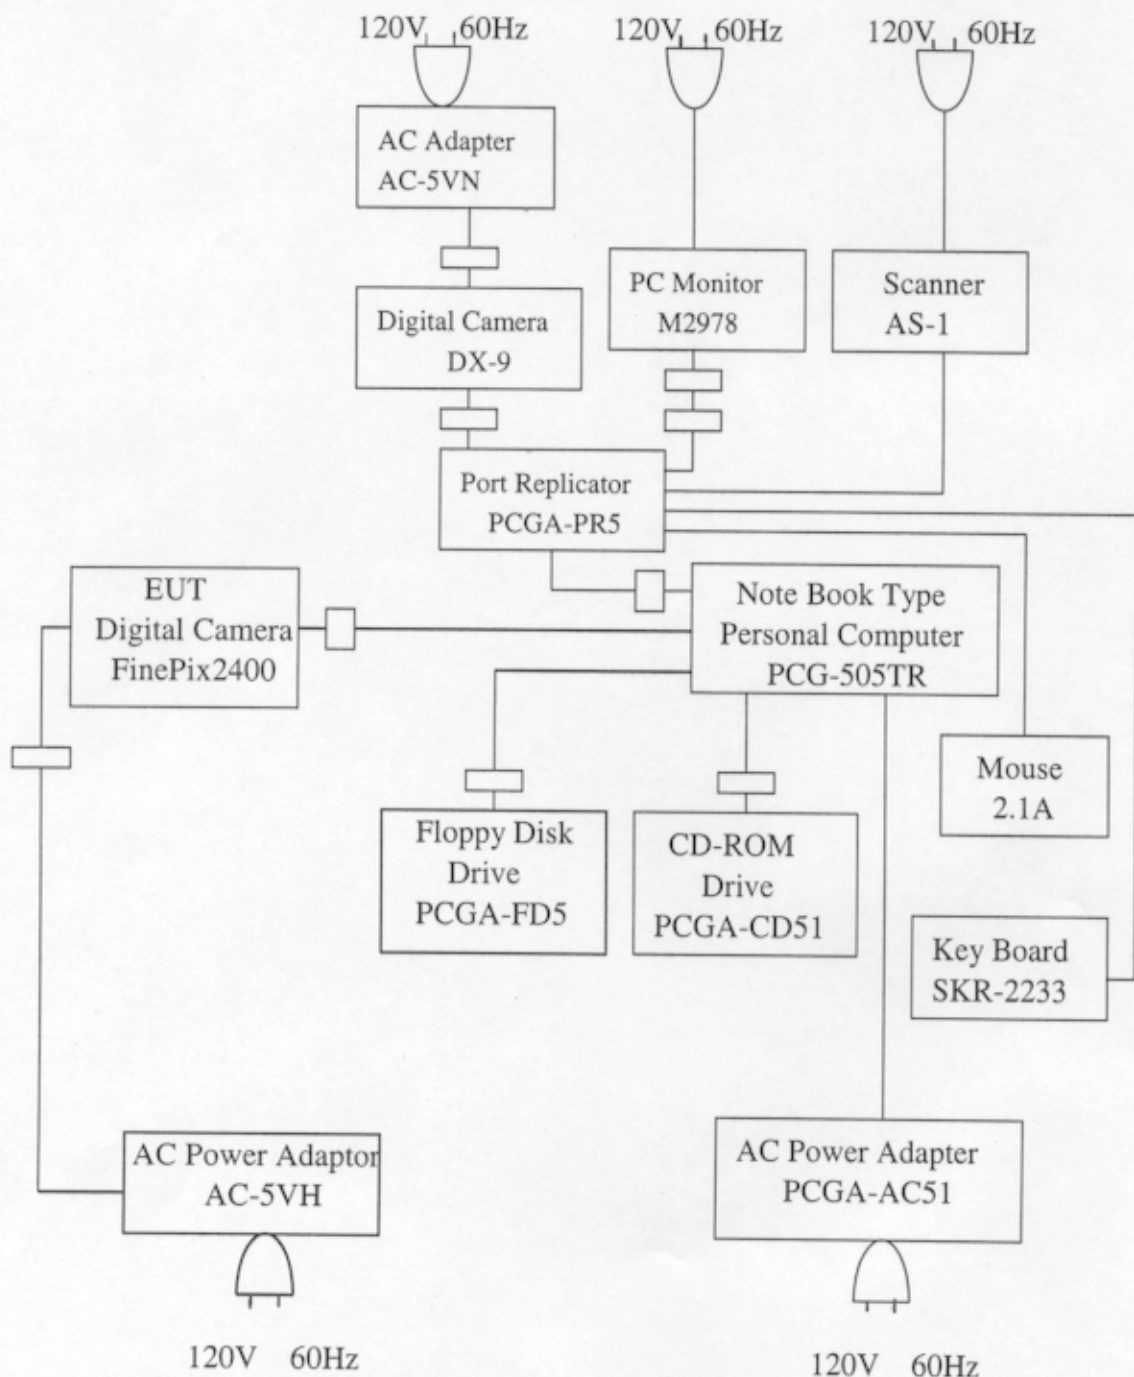 120V 60Hz
120V 60Hz
120V 60Hz
AC Adapter
AC-5VN
Digital Camera
DX-9
PC Monitor
M2978
Scanner
AS-1
Port Replicator
PCGA-PR5
EUT
Digital Camera
FinePix2400
Note Book Type
Personal Computer
PCG-505TR
Mouse
2.1A
Floppy Disk
Drive
PCGA-FD5
CD-ROM
Drive
PCGA-CD51
Key Board
SKR-2233
AC Power Adaptor
AC-5VH
AC Power Adapter
PCGA-AC51
120V 60Hz
120V 60Hz